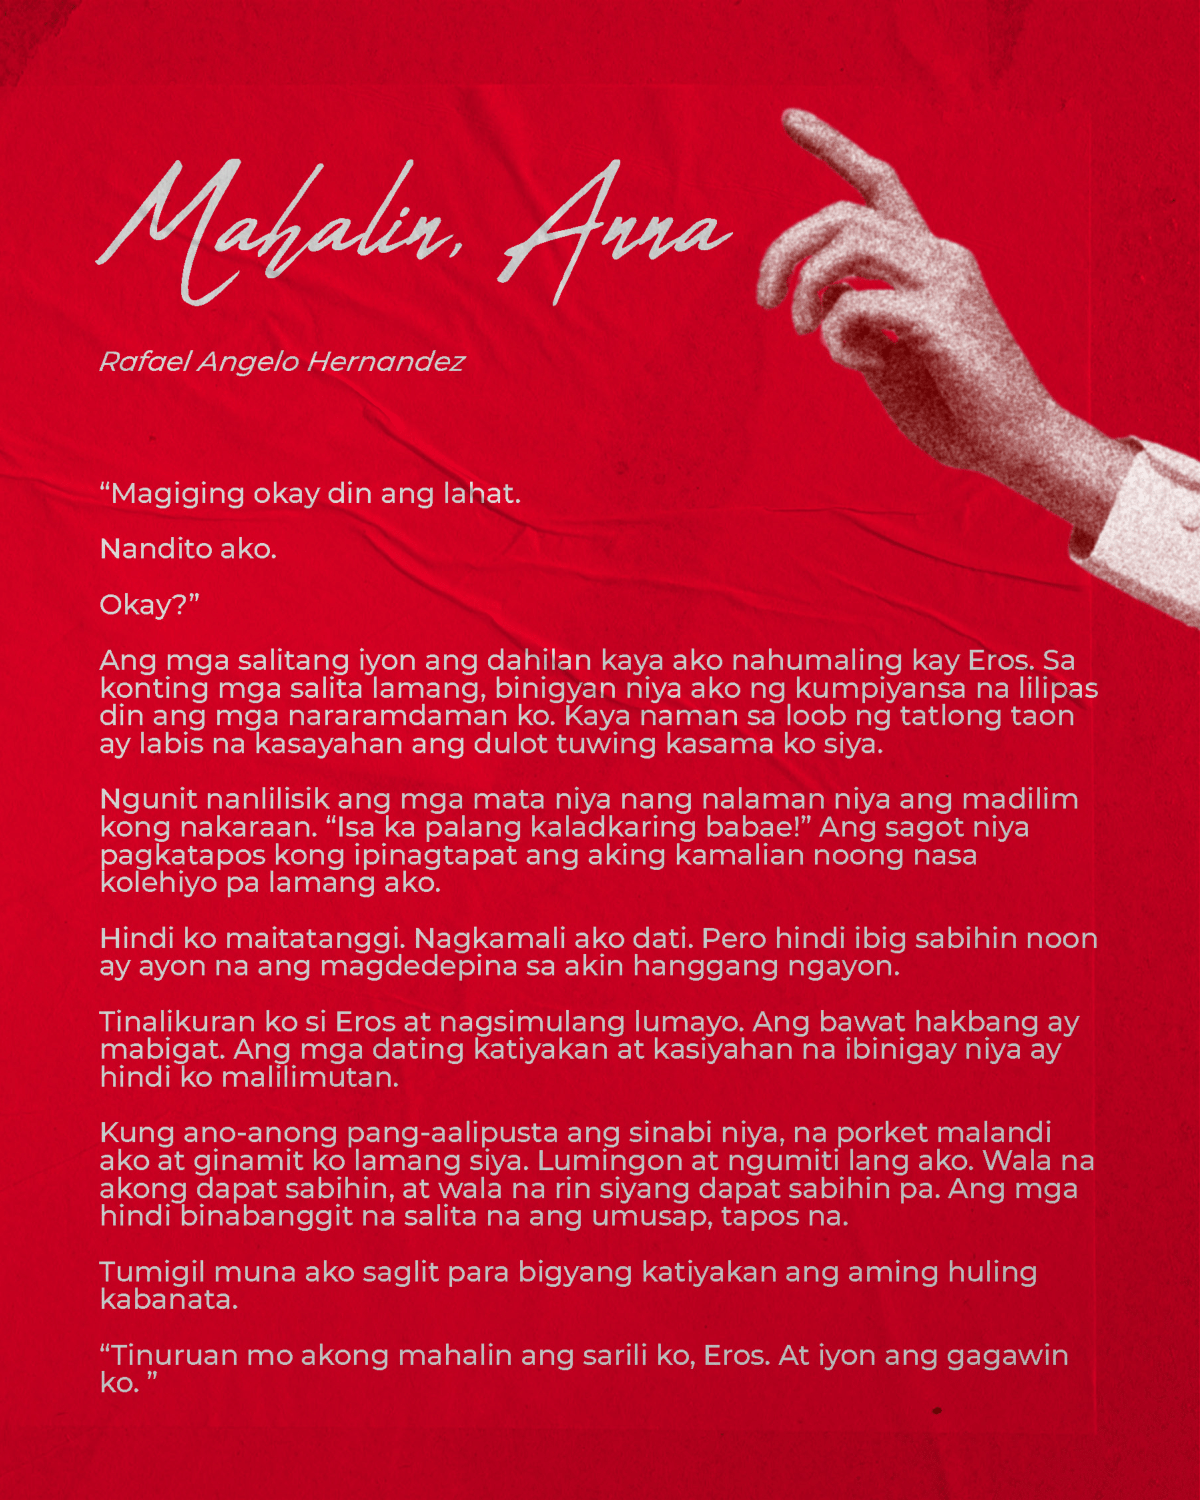 Mahalin, Anna
Rafael Angelo Hernandez
“Magiging okay din ang lahat.
Nandito ako.
Okay?”
Ang mga salitang iyon ang dahilan kaya ako nahumaling kay Eros. Sa
konting mga salita lamang, binigyan niya ako ng kumpiyansa na lilipas
din ang mga nararamdaman ko. Kaya naman sa loob ng tatlong taon
ay labis na kasayahan ang dulot tuwing kasama ko siya.
Ngunit nanlilisik ang mga mata niya nang nalaman niya ang madilim
kong nakaraan. “Isa ka palang kaladkaring babae!” Ang sagot niya
pagkatapos kong ipinagtapat ang aking kamalian noong nasa
kolehiyo pa lamang ako.
Hindi ko maitatanggi. Nagkamali ako dati. Pero hindi ibig sabihin noon
ay ayon na ang magdedepina sa akin hanggang ngayon.
Tinalikuran ko si Eros at nagsimulang lumayo. Ang bawat hakbang ay
mabigat. Ang mga dating katiyakan at kasiyahan na ibinigay niya ay
hindi ko malilimutan.
Kung ano-anong pang-aalipusta ang sinabi niya, na porket malandi
ako at ginamit ko lamang siya. Lumingon at ngumiti lang ako. Wala na
akong dapat sabihin, at wala na rin siyang dapat sabihin pa. Ang mga
hindi binabanggit na salita na ang umusap, tapos na.
Tumigil muna ako saglit para bigyang katiyakan ang aming huling
kabanata.
“Tinuruan mo akong mahalin ang sarili ko, Eros. At iyon ang gagawin
ko. ”